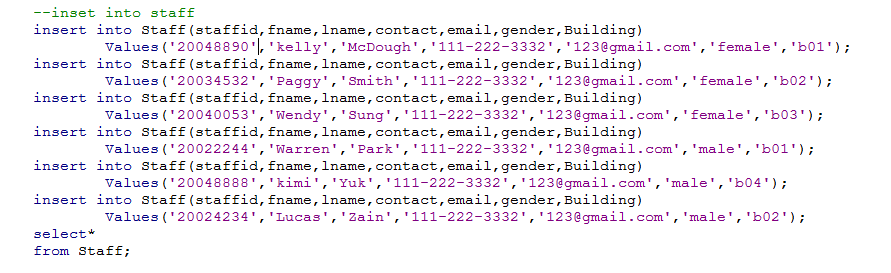 --inset into staff
insert into Staff(staffid,fname,lname,contact,email,gender,Building)
Values('20048890','kelly','McDough','111-222-3332','123@gmail.com','female','b01');
insert into Staff(staffid,fname,lname,contact,email,gender,Building)
Values('20034532','Paggy','Smith','111-222-3332','123@gmail.com','female','b02');
insert into Staff(staffid,fname,lname,contact,email,gender,Building)
Values('20040053','Wendy','Sung','111-222-3332','123@gmail.com','female','b03');
insert into Staff(staffid,fname,lname,contact,email,gender,Building)
Values('20022244','Warren','Park','111-222-3332','123@gmail.com','male','b01');
insert into Staff(staffid,fname,lname,contact,email,gender,Building)
Values('20048888','kimi','Yuk','111-222-3332','123@gmail.com','male','b04');
insert into Staff(staffid,fname,lname,contact,email,gender,Building)
Values('20024234','Lucas','Zain','111-222-3332','123@gmail.com','male','b02');
select*
from Staff;